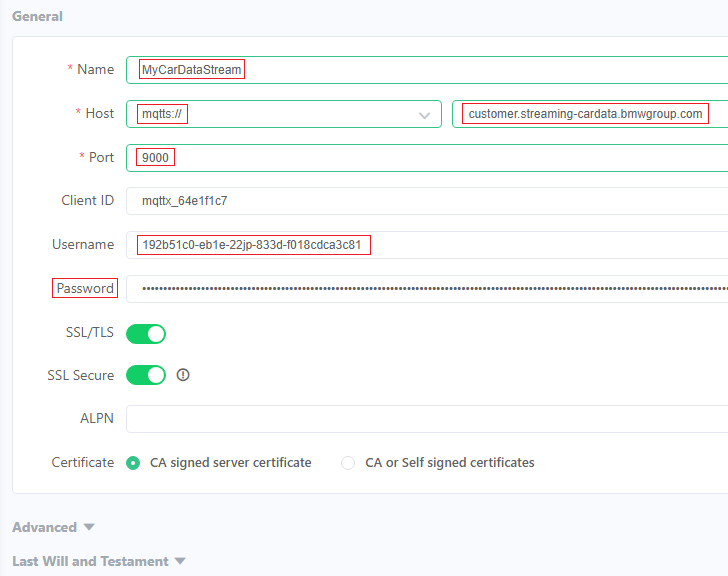 General
* Name MyCarDataStream
* Host mqtts:// customer.streaming-cardata.bmwgroup.com
* Port 9000
Client ID mqttx_64e1f1c7
Username 192b51c0-eb1e-22jp-833d-f018cdca3c81
Password
SSL/TLS
SSL Secure
ALPN
Certificate CA signed server certificate CA or Self signed certificates
Advanced
Last Will and Testament